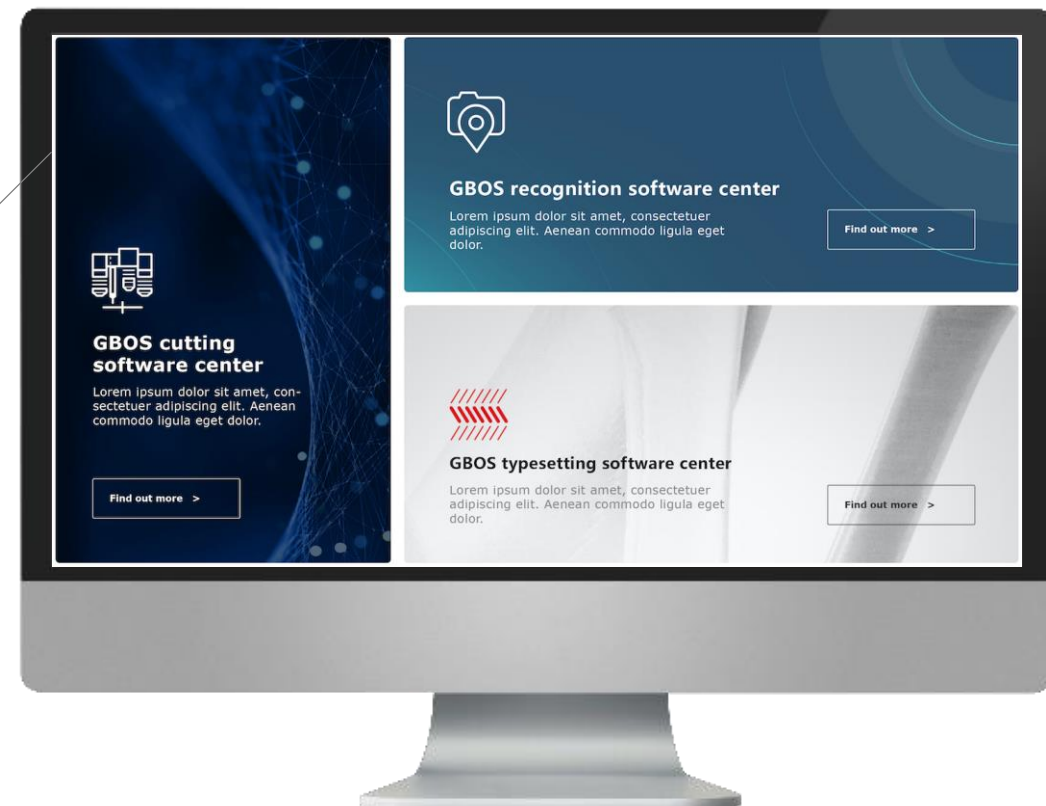 GBOS cutting
software center
Lorem ipsum dolor sit amet, con-
sectetuer adipiscing elit. Aenean
commodo ligula eget dolor.
Find out more >
GBOS recognition software center
Lorem ipsum dolor sit amet, consectetuer
adipiscing elit. Aenean commodo ligula eget
dolor.
Find out more >
GBOS typesetting software center
Lorem ipsum dolor sit amet, consectetuer
adipiscing elit. Aenean commodo ligula eget
dolor.
Find out more >